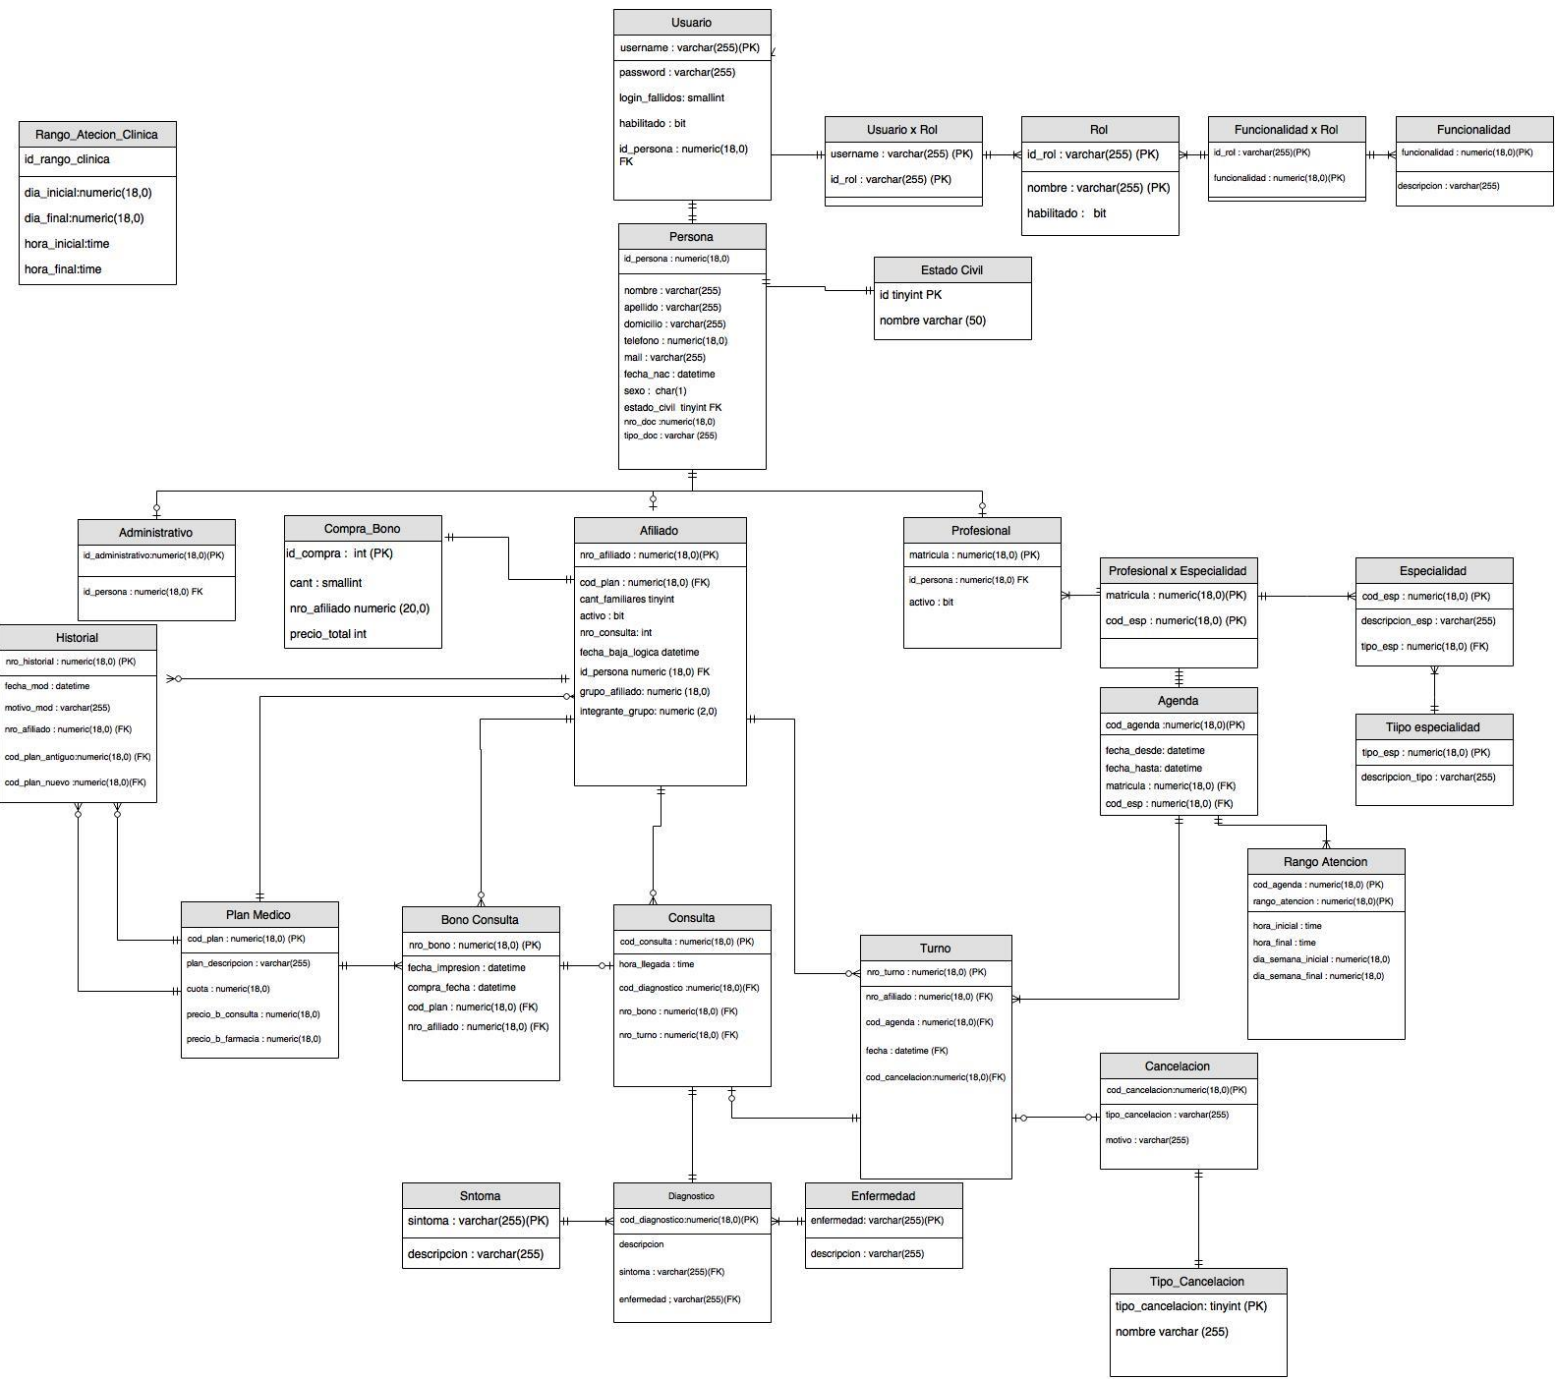 Usuario
username : varchar(255)(PK)
password : varchar(255)
login_fallidos: smallint
habilitado : bit
id_persona : numeric(18,0)
FK
Rango_Atecion_Clinica
id_rango_clinica
dia_inicial:numeric(18,0)
dia_final:numeric(18,0)
hora_inicial:time
hora_final:time
Usuario x Rol
username : varchar(255) (PK)
id_rol : varchar(255) (PK)
Rol
id_rol : varchar(255) (PK)
nombre : varchar(255) (PK)
habilitado : bit
Funcionalidad x Rol
id_rol : varchar(255)(PK)
funcionalidad : numeric(18,0)(PK)
Funcionalidad
funcionalidad : numeric(18,0)(PK)
descripcion : varchar(255)
Persona
id_persona : numeric(18,0)
nombre : varchar(255)
apellido : varchar(255)
domicilio : varchar(255)
telefono : numeric(18,0)
mail : varchar(255)
fecha_nac : datetime
sexo : char(1)
estado_civil tinyint FK
nro_doc :numeric(18,0)
tipo_doc : varchar (255)
Estado Civil
id tinyint PK
nombre varchar (50)
Administrativo
id_administrativo:numeric(18,0)(PK)
id_persona : numeric(18,0) FK
Compra_Bono
id_compra : int (PK)
cant : smallint
nro_afiliado numeric (20,0)
precio_total int
Afiliado
nro_afiliado : numeric(18,0)(PK)
cod_plan : numeric(18,0) (FK)
cant_familiares tinyint
activo : bit
nro_consulta: int
fecha_baja_logica datetime
id_persona numeric (18,0) FK
grupo_afiliado: numeric (18,0)
integrante_grupo: numeric (2,0)
Profesional
matricula : numeric(18,0) (PK)
id_persona : numeric(18,0) FK
activo : bit
Profesional x Especialidad
matricula : numeric(18,0)(PK)
cod_esp : numeric(18,0) (PK)
Especialidad
cod_esp : numeric(18,0) (PK)
descripcion_esp : varchar(255)
tipo_esp : numeric(18,0) (FK)
Historial
nro_historial : numeric(18,0) (PK)
fecha_mod : datetime
motivo_mod : varchar(255)
nro_afiliado : numeric(18,0) (FK)
cod_plan_antiguo:numeric(18,0) (FK)
cod_plan_nuevo :numeric(18,0)(FK)
Agenda
cod_agenda :numeric(18,0)(PK)
fecha_desde: datetime
fecha_hasta: datetime
matricula : numeric(18,0) (FK)
cod_esp : numeric(18,0) (FK)
Tiipo especialidad
tipo_esp : numeric(18,0) (PK)
descripcion_tipo : varchar(255)
Rango Atencion
cod_agenda : numeric(18,0) (PK)
rango_atencion : numeric(18,0)(PK)
hora_inicial : time
hora_final : time
dia_semana_inicial : numeric(18,0)
dia_semana_final : numeric(18,0)
Plan Medico
cod_plan : numeric(18,0) (PK)
plan_descripcion : varchar(255)
cuota : numeric(18,0)
precio_b_consulta : numeric(18,0)
precio_b_farmacia : numeric(18,0)
Bono Consulta
nro_bono : numeric(18,0) (PK)
fecha_impresion : datetime
compra_fecha : datetime
cod_plan : numeric(18,0) (FK)
nro_afiliado : numeric(18,0) (FK)
Consulta
cod_consulta : numeric(18,0) (PK)
hora_llegada : time
cod_diagnostico :numeric(18,0)(FK)
nro_bono : numeric(18,0) (FK)
nro_turno : numeric(18,0) (FK)
Turno
nro_turno : numeric(18,0) (PK)
nro_afiliado : numeric(18,0) (FK)
cod_agenda : numeric(18,0)(FK)
fecha : datetime (FK)
cod_cancelacion:numeric(18,0)(FK)
Cancelacion
cod_cancelacion:numeric(18,0)(PK)
tipo_cancelacion : varchar(255)
motivo : varchar(255)
Sntoma
sintoma : varchar(255)(PK)
descripcion : varchar(255)
Diagnostico
cod_diagnostico:numeric(18,0)(PK)
descripcion
sintoma : varchar(255)(FK)
enfermedad ; varchar(255)(FK)
Enfermedad
enfermedad: varchar(255)(PK)
descripcion : varchar(255)
Tipo_Cancelacion
tipo_cancelacion: tinyint (PK)
nombre varchar (255)